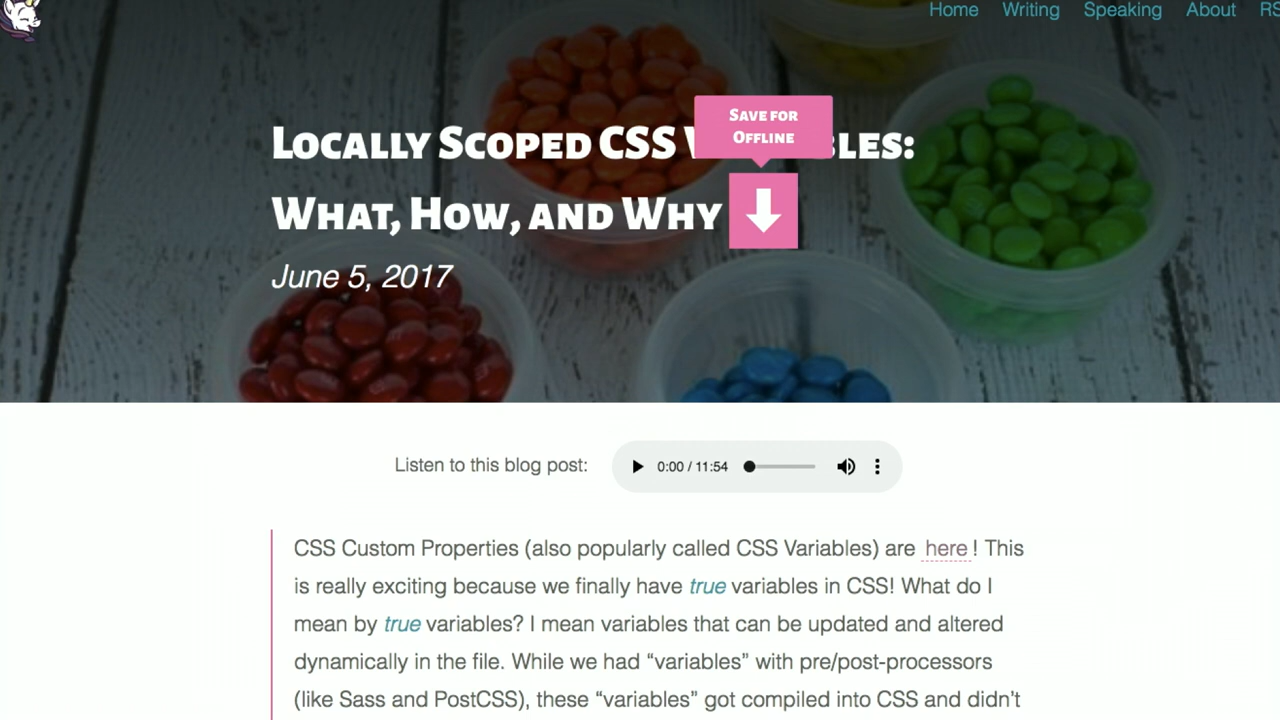 Home Writing Speaking About RS
SAVE FOR
OFFLINE
LOCALLY SCOPED CSS V BLES:
WHAT, HOW, AND WHY
June 5, 2017
Listen to this blog post:
0:00 / 11:54
CSS Custom Properties (also popularly called CSS Variables) are here! This
is really exciting because we finally have true variables in CSS! What do I
mean by true variables? I mean variables that can be updated and altered
dynamically in the file. While we had “variables” with pre/post-processors
(like Sass and PostCSS), these “variables” got compiled into CSS and didn't